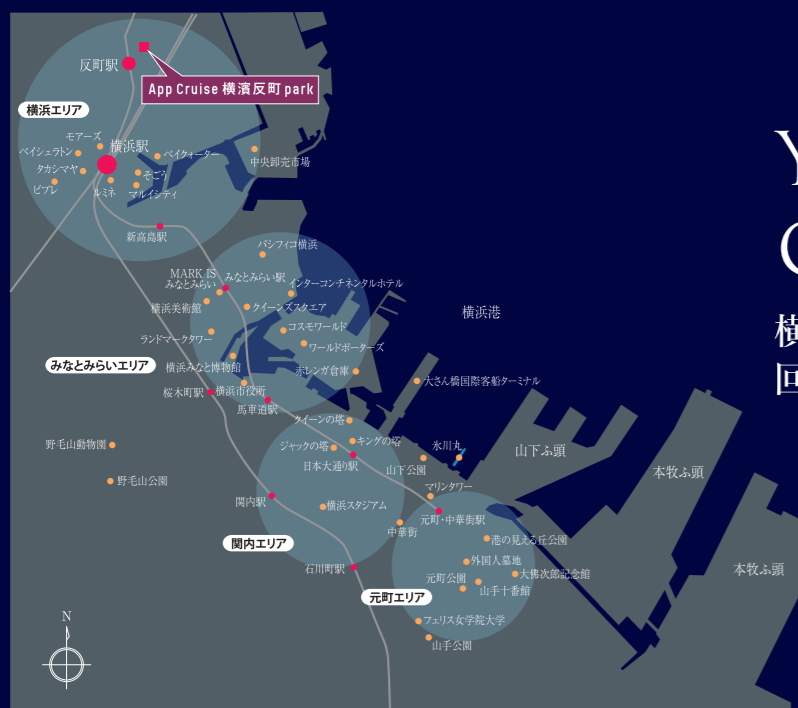 反町駅
App Cruise 横濱反町park
横浜エリア
モアーズ
横浜駅
ベイシェラトン
ベイクォーター
中央卸売市場
タカシマヤ
そごう
ビブレ
ルミネ
マルイシティ
新高島駅
パシフィコ横浜
MARK IS
みなとみらい
みなとみらい駅
インターコンチネンタルホテル
横浜美術館
クイーンズスクエア
横浜港
コスモワールド
ランドマークタワー
ワールドポーターズ
みなとみらいエリア
横浜みなと博物館
赤レンガ倉庫
大さん橋国際客船ターミナル
桜木町駅
横浜市役所
馬車道駅
クイーンの塔
野毛山動物園
ジャックの塔
キングの塔
氷川丸
山下ふ頭
日本大通り駅
山下公園
本牧ふ頭
野毛山公園
マリンタワー
関内駅
横浜スタジアム
元町・中華街駅
中華街
関内エリア
港の見える丘公園
石川町駅
外国人墓地
本牧ふ頭
元町公園
大佛次郎記念館
山手十番館
元町エリア
フェリス女学院大学
山手公園
N
横
回